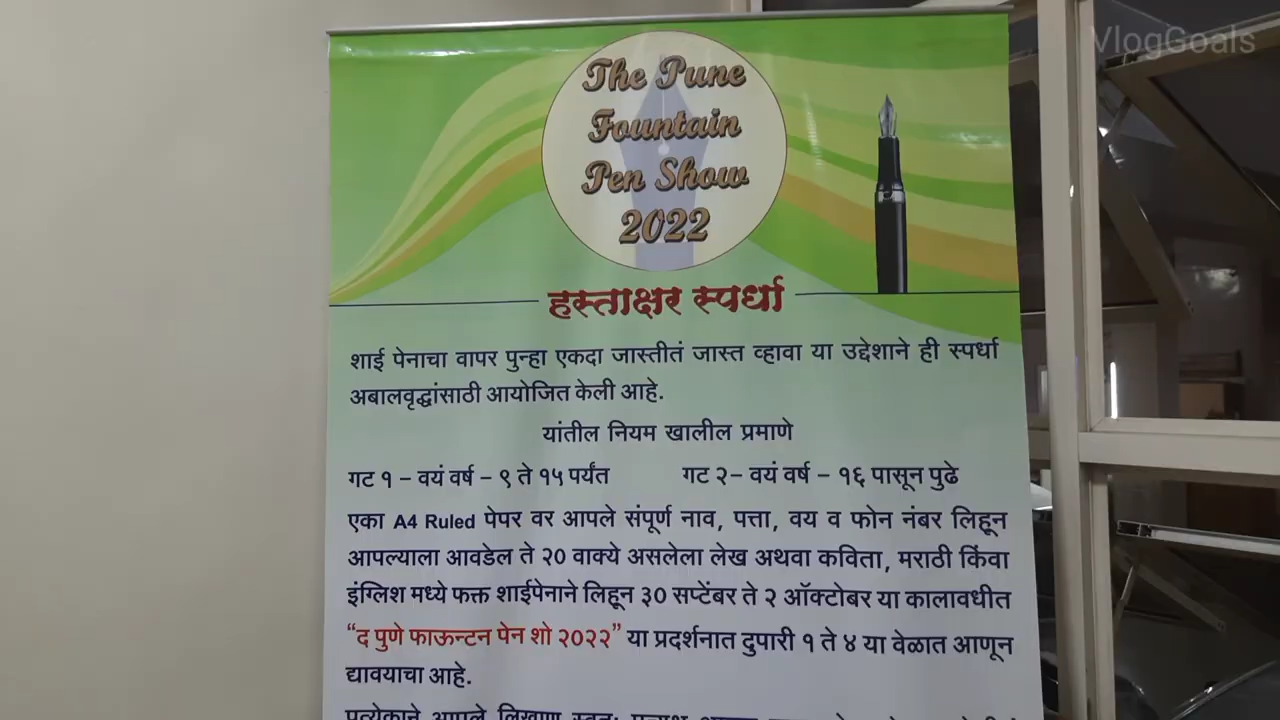 VlogGoals
The Pune
Fountain
Pen Show
2022
हस्ताक्षर स्पर्धा
शाई पेनाचा वापर पुन्हा एकदा जास्तीतं जास्त व्हावा या उद्देशाने ही स्पर्धा
अबालवृद्धांसाठी आयोजित केली आहे.
यांतील नियम खालील प्रमाणे
गट १ – वयं वर्ष – ९ ते १५ पर्यंत गट २– वयं वर्ष – १६ पासून पुढे
एका A4 Ruled पेपर वर आपले संपूर्ण नाव, पत्ता, वय व फोन नंबर लिहून
आपल्याला आवडेल ते २० वाक्ये असलेला लेख अथवा कविता, मराठी किंवा
इंग्लिश मध्ये फक्त शाईपेनाने लिहून ३० सप्टेंबर ते २ ऑक्टोबर या कालावधीत
“द पुणे फाऊन्टन पेन शो २०२२” या प्रदर्शनात दुपारी १ ते ४ या वेळात आणून
द्यावयाचा आहे.
प्रत्येकाने आपले लिखाण